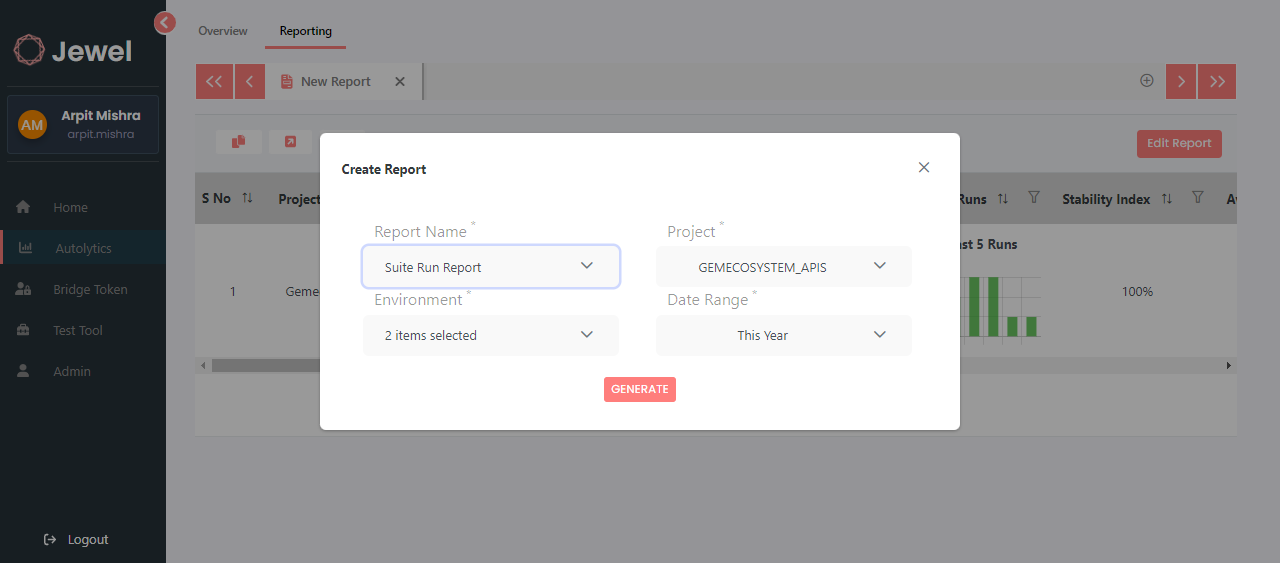 Jewel
AM
Arpit Mishra
arpit.mishra
Home
Autolytics
Bridge Token
Test Tool
Admin
Logout
Overview
Reporting
New Report
Edit Report
S No
Project
Runs
Stability Index
1
Geme
st 5 Runs
100%
Create Report
Report Name *
Project *
Suite Run Report
GEMECOSYSTEM_APIS
Environment *
Date Range *
2 items selected
This Year
GENERATE